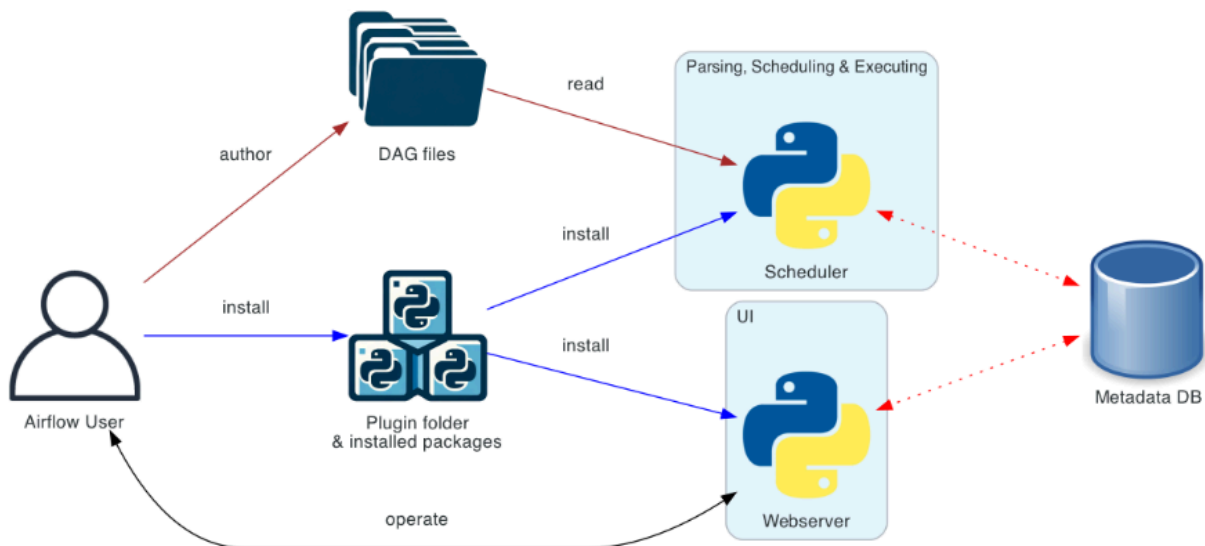 Parsing, Scheduling & Executing
read
author
DAG files
install
Scheduler
install
UI
install
Metadata DB
Airflow User
Plugin folder
& installed packages
operate
Webserver